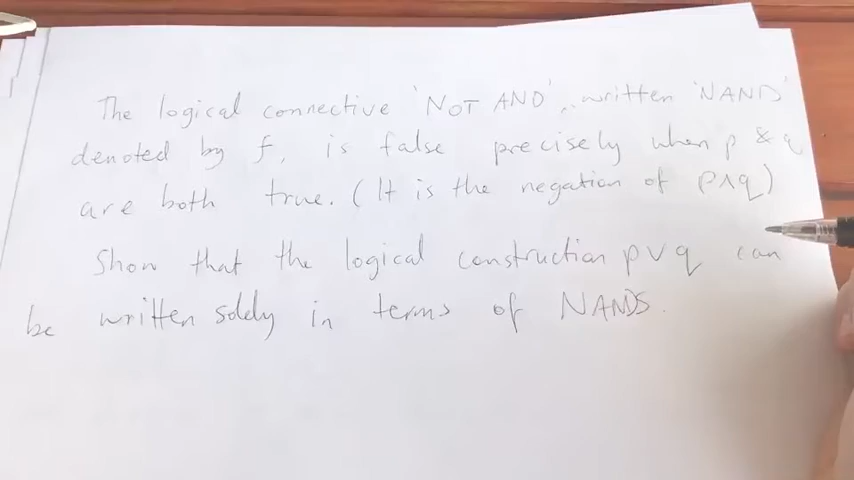 The logical connective 'NOT AND', written 'NAND'
denoted by f, is false precisely when p & q
are both true. (It is the negation of p∧q)
Show that the logical construction p∨q can
be written solely in terms of NANDS.